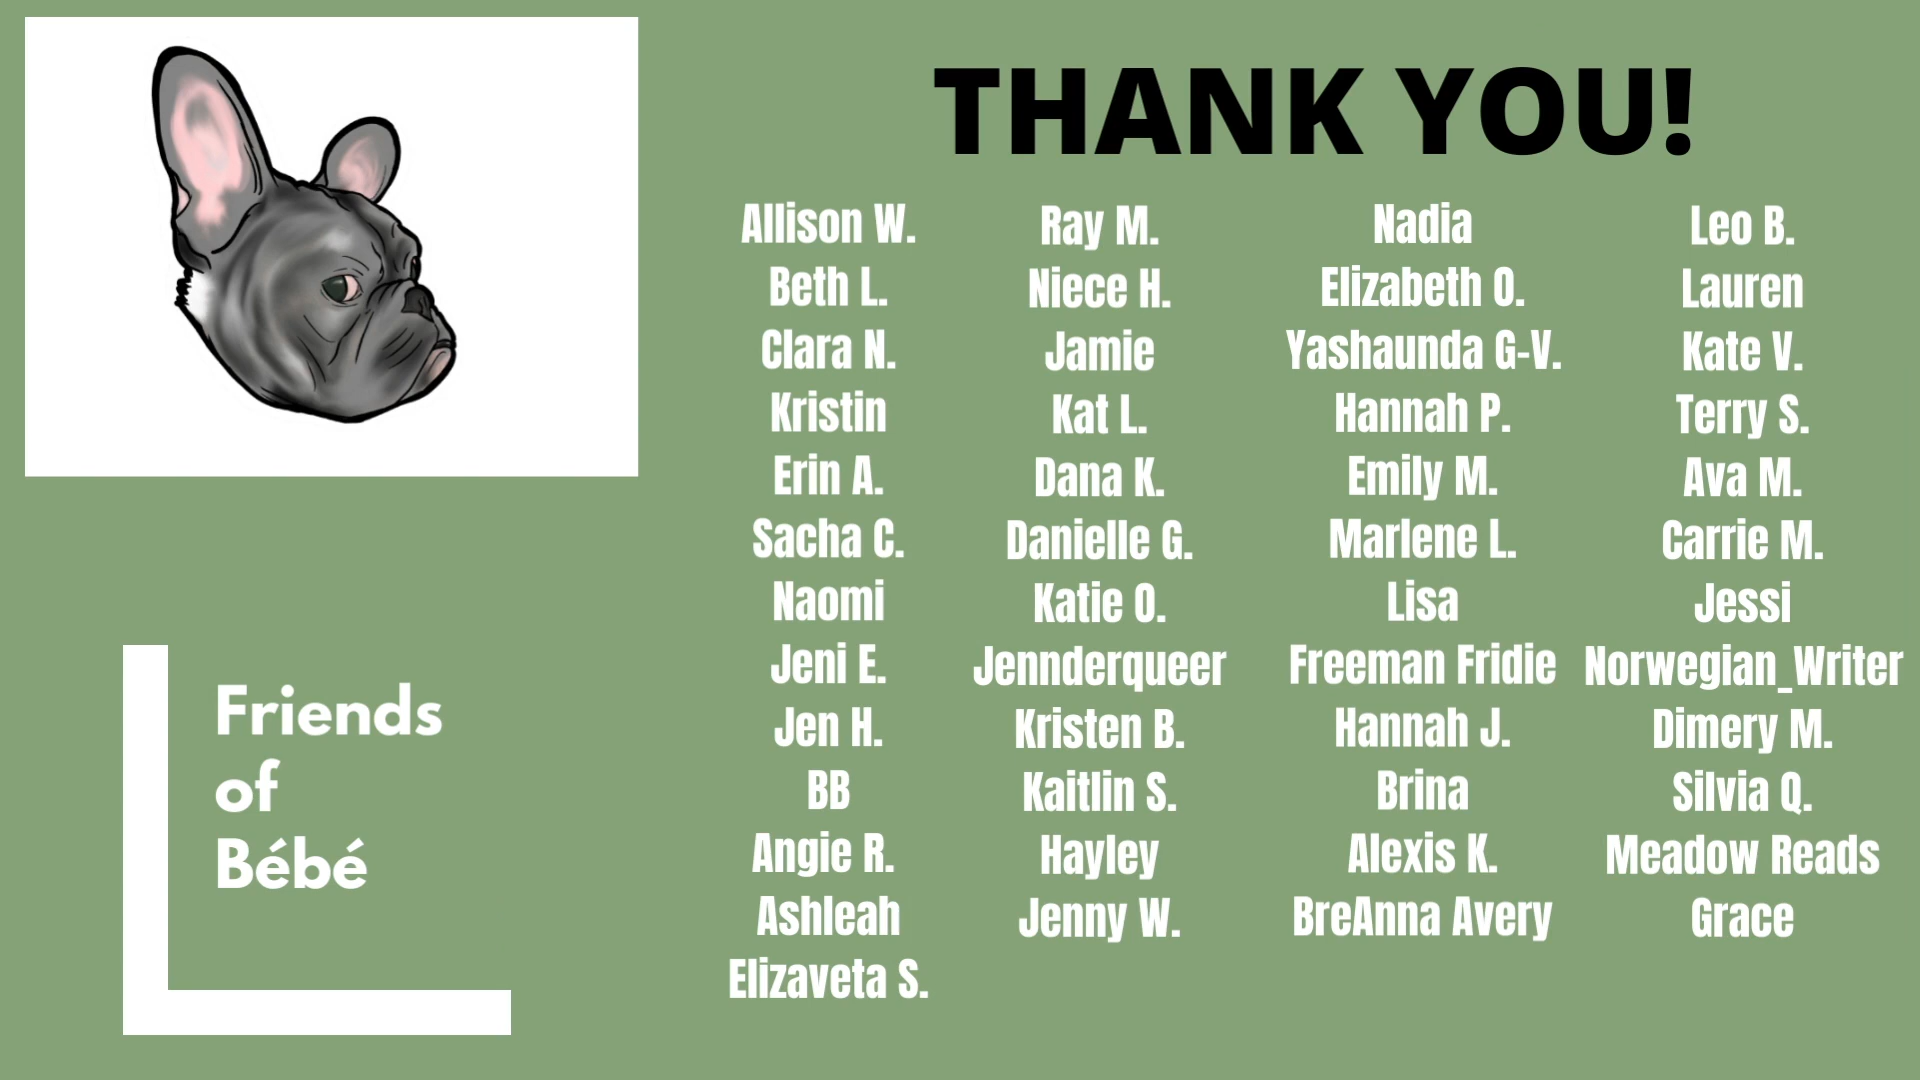 THANK YOU!
Allison W.
Beth L.
Clara N.
Kristin
Erin A.
Sacha C.
Naomi
Jeni E.
Jen H.
BB
Angie R.
Ashleah
Elizaveta S.
Ray M.
Niece H.
Jamie
Kat L.
Dana K.
Danielle G.
Katie O.
Jennderqueer
Kristen B.
Kaitlin S.
Hayley
Jenny W.
Nadia
Elizabeth O.
Yashaunda G-V.
Hannah P.
Emily M.
Marlene L.
Lisa
Freeman Fridie
Hannah J.
Brina
Alexis K.
BreAnna Avery
Leo B.
Lauren
Kate V.
Terry S.
Ava M.
Carrie M.
Jessi
Norwegian_Writer
Dimery M.
Silvia Q.
Meadow Reads
Grace
Friends
of
Bébé